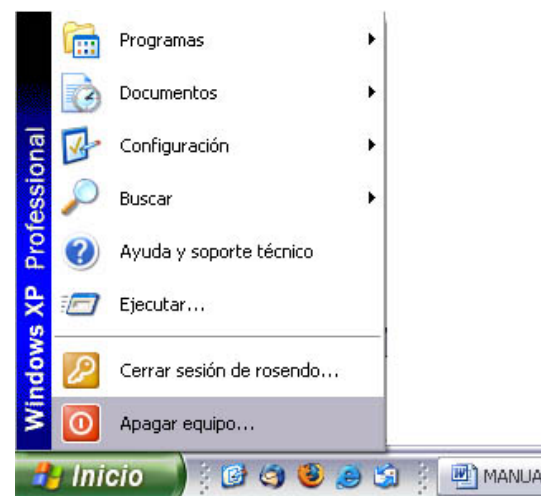 Programas
Documentos
Configuración
Buscar
Ayuda y soporte técnico
Ejecutar...
Cerrar sesión de rosendo...
Apagar equipo...
Windows XP Professional
Inicio
MANUA